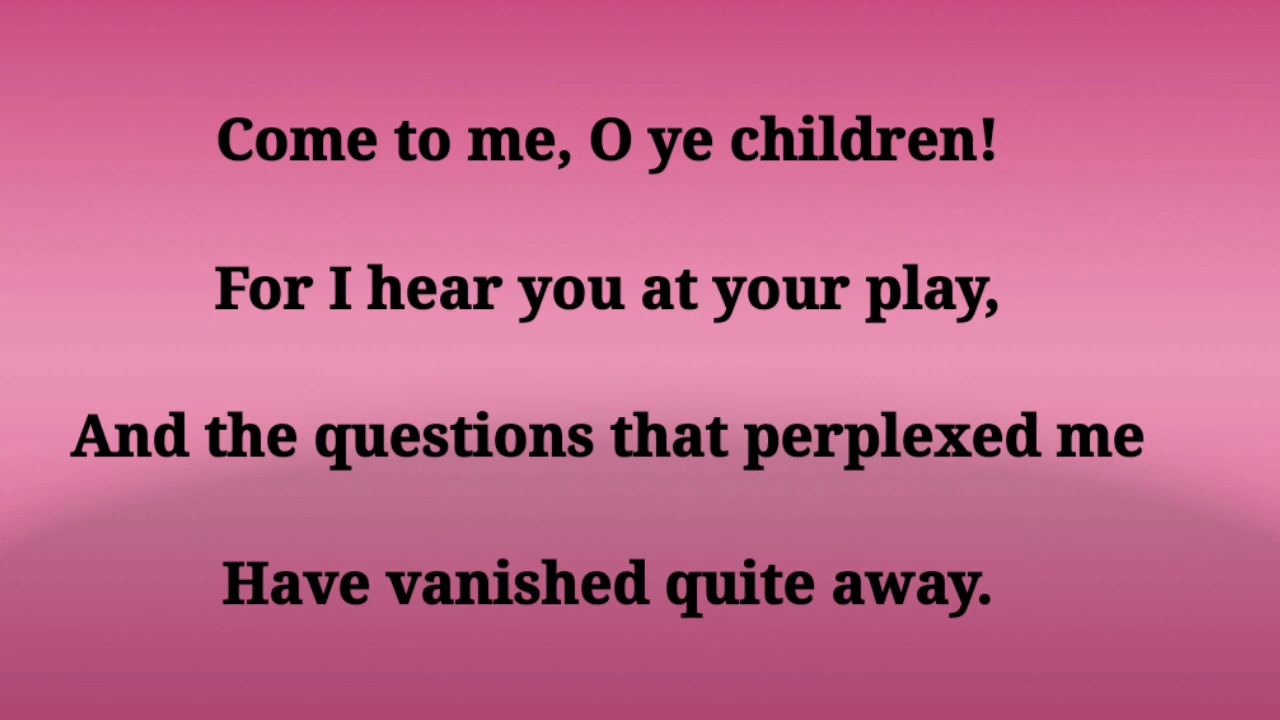 Come to me, O ye children!
For I hear you at your play,
And the questions that perplexed me
Have vanished quite away.